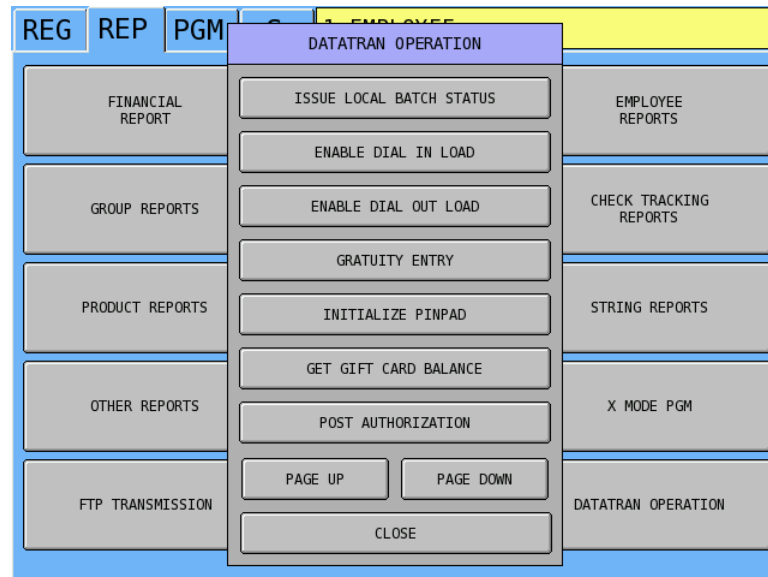 REG REP PGM
DATATRAN OPERATION
FINANCIAL
REPORT
GROUP REPORTS
PRODUCT REPORTS
OTHER REPORTS
FTP TRANSMISSION
ISSUE LOCAL BATCH STATUS
ENABLE DIAL IN LOAD
ENABLE DIAL OUT LOAD
GRATUITY ENTRY
INITIALIZE PINPAD
GET GIFT CARD BALANCE
POST AUTHORIZATION
PAGE UP PAGE DOWN
CLOSE
EMPLOYEE
REPORTS
CHECK TRACKING
REPORTS
STRING REPORTS
X MODE PGM
DATATRAN OPERATION